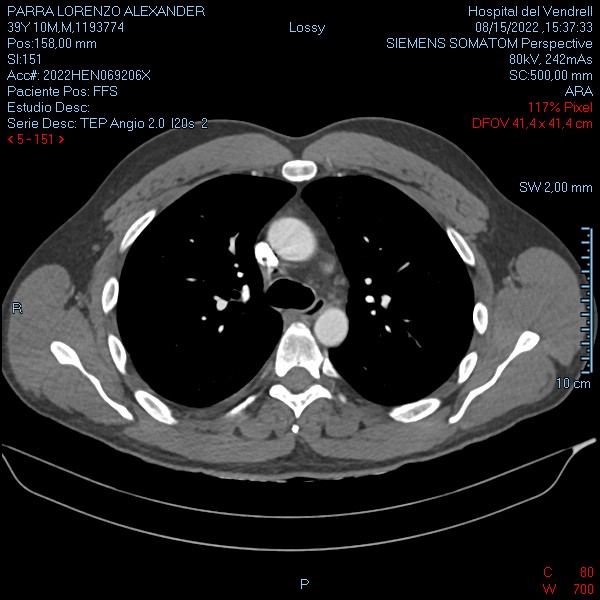 PARRA LORENZO ALEXANDER
39Y 10M,M,1193774
Pos:158,00 mm
SI:151
Acc#: 2022HEN069206X
Paciente Pos: FFS
Estudio Desc:
Serie Desc: TEP Angio 2.0 I20s 2
< 5 - 151 >
Lossy
Hospital del Vendrell
08/15/2022 ,15:37:33
SIEMENS SOMATOM Perspective
80kV, 242mAs
SC:500,00 mm
ARA
117% Pixel
DFOV 41,4 x 41,4 cm
SW 2,00 mm
R
10 cm
P
C 80
W 700